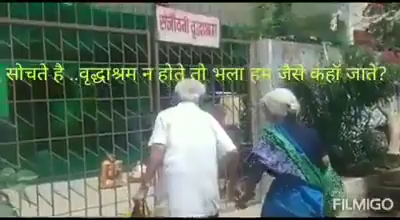 संजीवनी वृद्धाश्रम
सोचते है ..वृद्धाश्रम न होते तो भला हम जैसे कहाॅ जाते?
FILMIGO